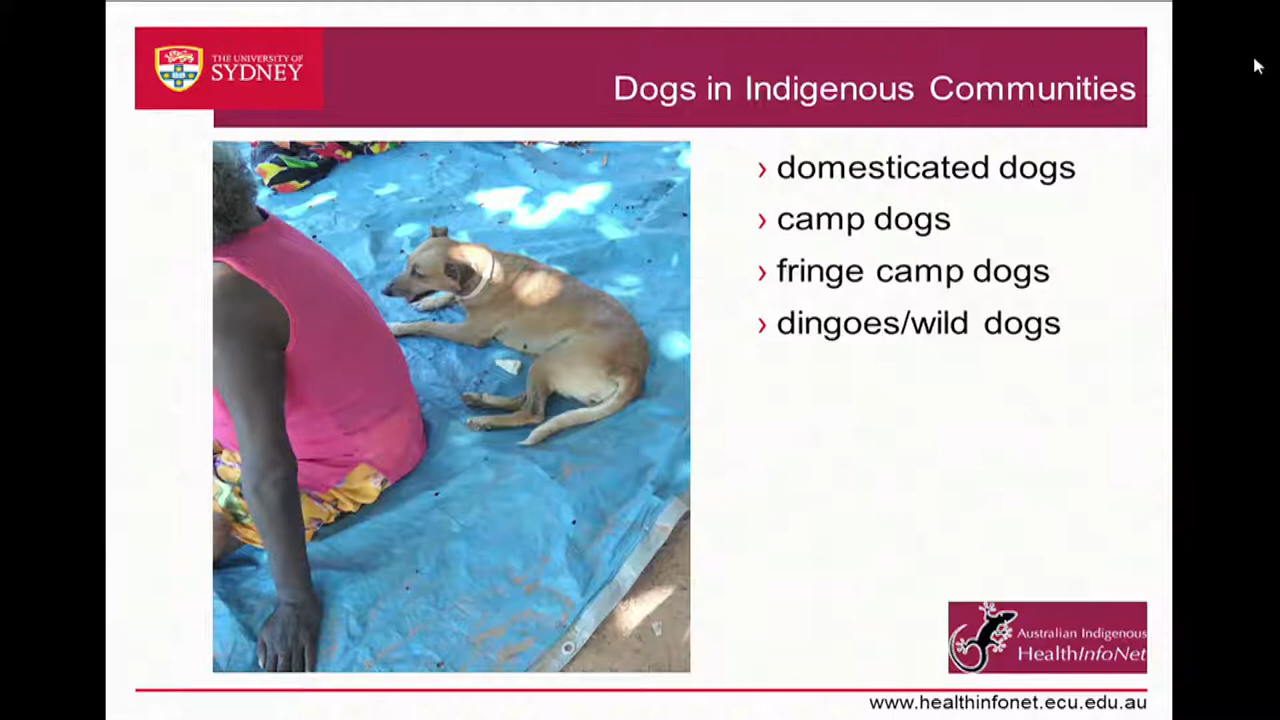 THE UNIVERSITY OF
SYDNEY
Dogs in Indigenous Communities
› domesticated dogs
› camp dogs
› fringe camp dogs
› dingoes/wild dogs
Australian Indigenous
HealthInfoNet
www.healthinfonet.ecu.edu.au